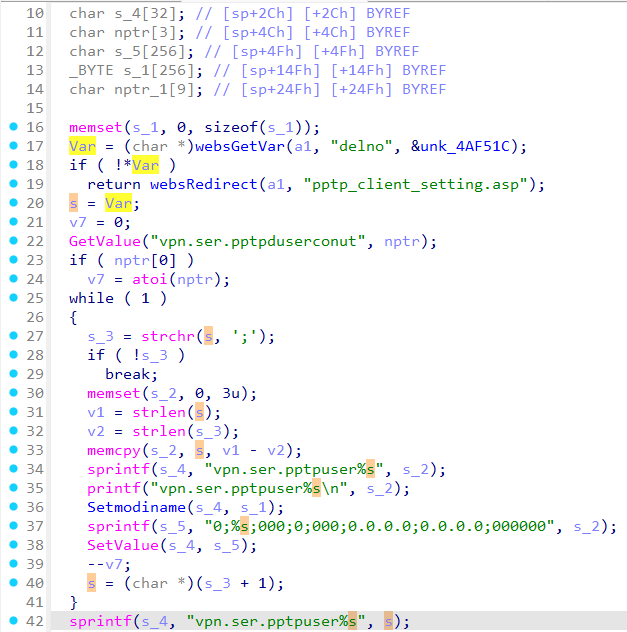 10 char s_4[32]; // [sp+2Ch] [+2Ch] BYREF
11 char nptr[3]; // [sp+4Ch] [+4Ch] BYREF
12 char s_5[256]; // [sp+4Fh] [+4Fh] BYREF
13 _BYTE s_1[256]; // [sp+14Fh] [+14Fh] BYREF
14 char nptr_1[9]; // [sp+24Fh] [+24Fh] BYREF
15
16 memset(s_1, 0, sizeof(s_1));
17 Var = (char *)websGetVar(a1, "delno", &unk_4AF51C);
18 if ( !*Var )
19 return websRedirect(a1, "pptp_client_setting.asp");
20 s = Var;
21 v7 = 0;
22 GetValue("vpn.ser.pptpduserconut", nptr);
23 if ( nptr[0] )
24 v7 = atoi(nptr);
25 while ( 1 )
26 {
27 s_3 = strchr(s, ';');
28 if ( !s_3 )
29 break;
30 memset(s_2, 0, 3u);
31 v1 = strlen(s);
32 v2 = strlen(s_3);
33 memcpy(s_2, s, v1 - v2);
34 sprintf(s_4, "vpn.ser.pptpuser%s", s_2);
35 printf("vpn.ser.pptpuser%s\n", s_2);
36 Setmodiname(s_4, s_1);
37 sprintf(s_5, "0;%s;000;0;000;0.0.0.0;0.0.0.0;000000", s_2);
38 SetValue(s_4, s_5);
39 --v7;
40 s = (char *)(s_3 + 1);
41 }
42 sprintf(s_4, "vpn.ser.pptpuser%s", s);